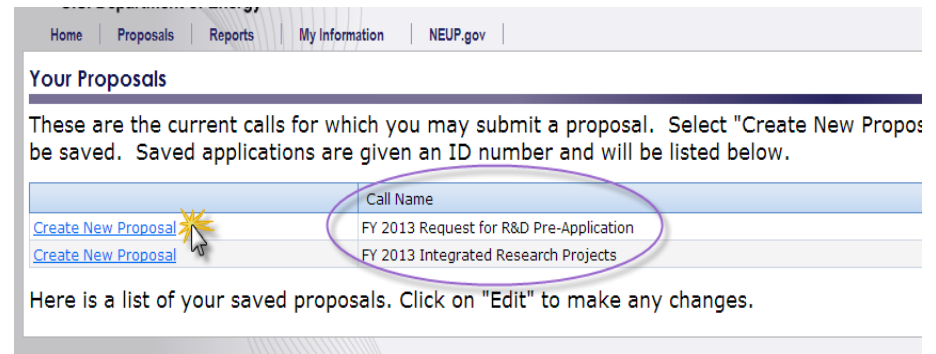 Home Proposals Reports My Information NEUP.gov
Your Proposals
These are the current calls for which you may submit a proposal. Select "Create New
be saved. Saved applications are given an ID number and will be listed below.
Call Name
Create New Proposal FY 2013 Request for R&D Pre-Application
Create New Proposal FY 2013 Integrated Research Projects
Here is a list of your saved proposals. Click on "Edit" to make any changes.